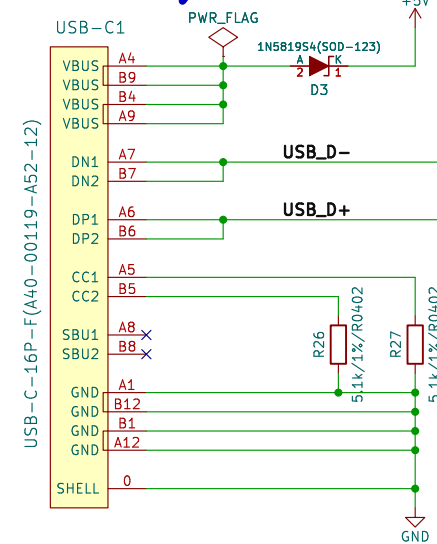 +5V
PWR_FLAG
USB-C1
1N5819S4(SOD-123)
VBUS A4
A K
2 1
VBUS B9
D3
VBUS B4
VBUS A9
USB_D-
DN1 A7
DN2 B7
USB_D+
DP1 A6
DP2 B6
CC1 A5
CC2 B5
SBU1 A8
SBU2 B8
R26
5.1k/1%/R0402
R27
5.1k/1%/R0402
GND A1
GND B12
GND B1
GND A12
SHELL 0
GND
USB-C-16P-F(A40-00119-A52-12)